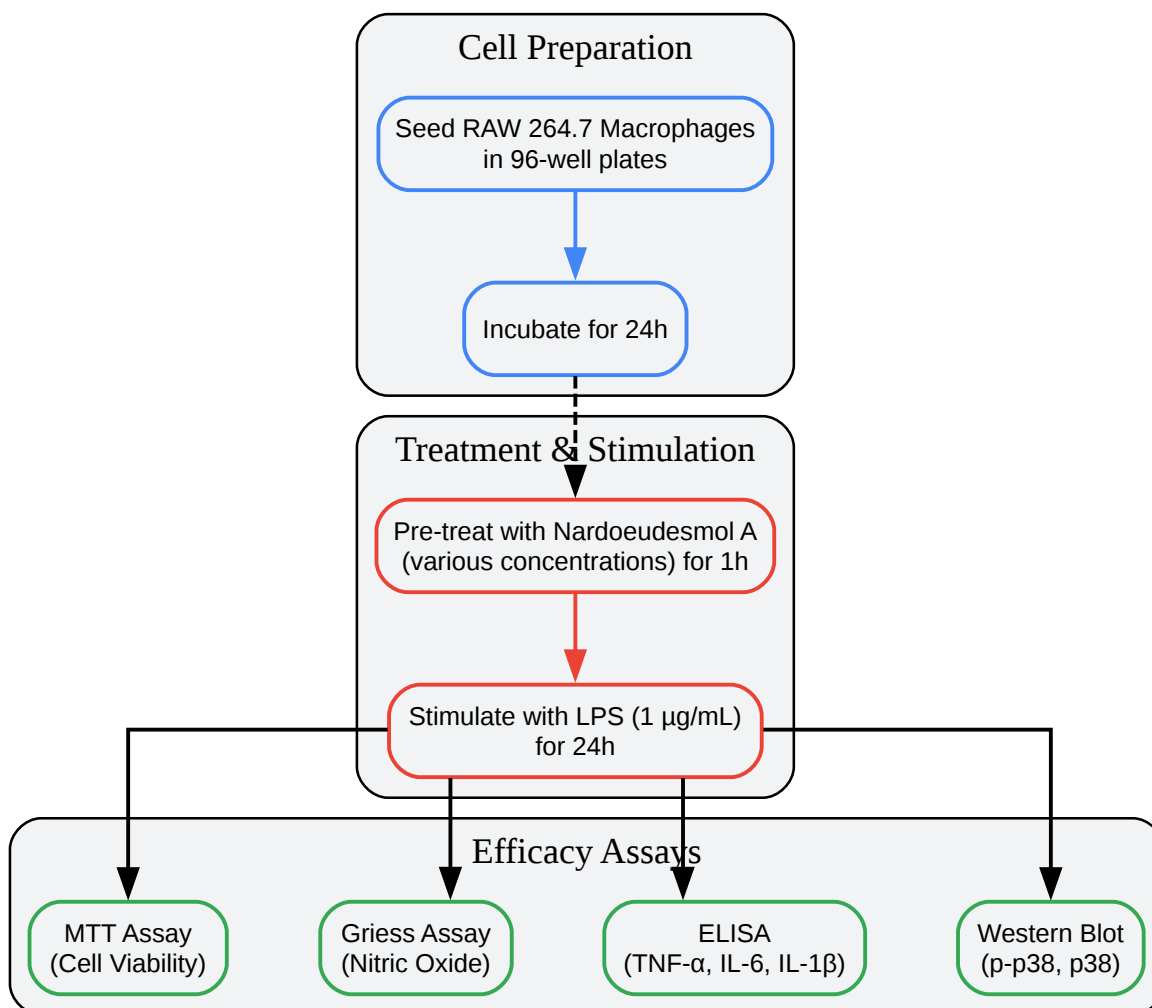 Cell Preparation
Seed RAW 264.7 Macrophages
in 96-well plates
Incubate for 24h
Treatment & Stimulation
Pre-treat with Nardoeudesmol A
(various concentrations) for 1h
Stimulate with LPS (1 µg/mL)
for 24h
Efficacy Assays
MTT Assay
(Cell Viability)
Griess Assay
(Nitric Oxide)
ELISA
(TNF-α, IL-6, IL-1β)
Western Blot
(p-p38, p38)